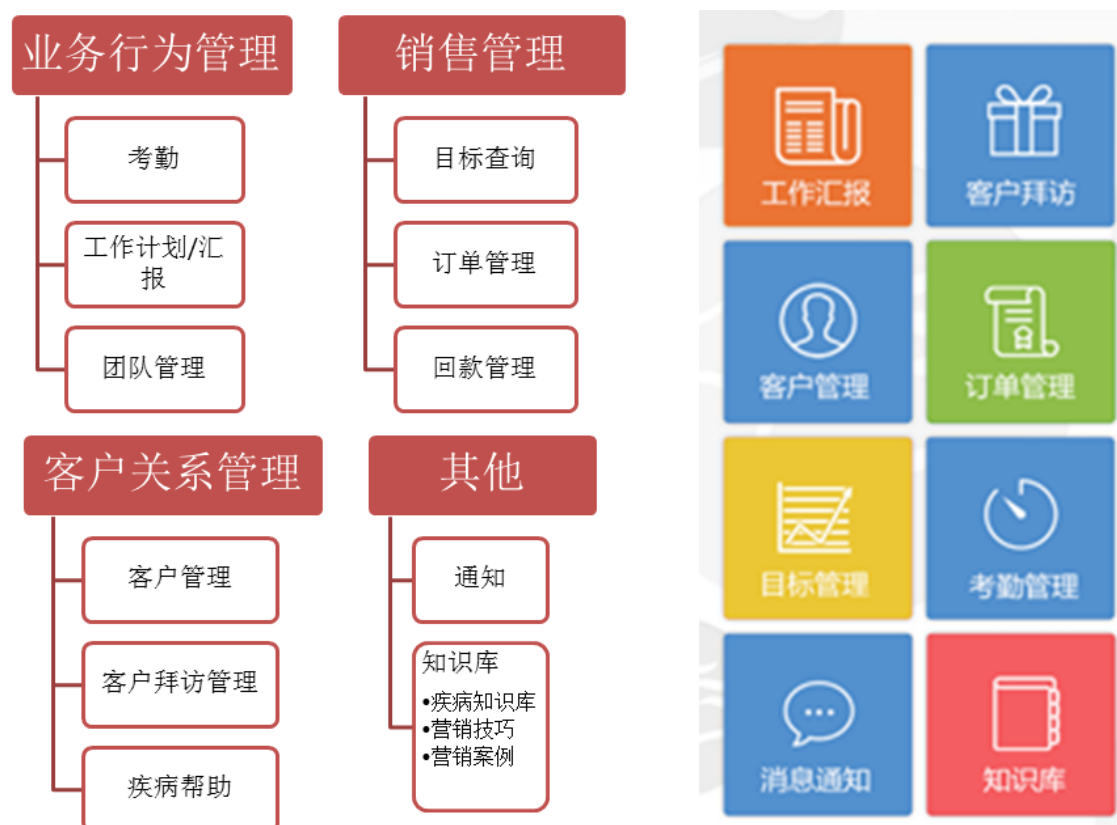 业务行为管理
考勤
工作计划/汇
报
团队管理
销售管理
目标查询
订单管理
回款管理
客户关系管理
客户管理
客户拜访管理
疾病帮助
其他
通知
知识库
•疾病知识库
•营销技巧
•营销案例
工作汇报
客户拜访
客户管理
订单管理
目标管理
考勤管理
消息通知
知识库